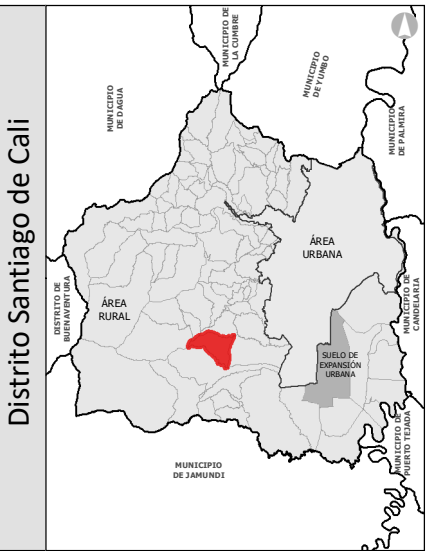 Distrito Santiago de Cali
MUNICIPIO
DE DAGUA
MUNICIPIO DE
LA CUMBRE
MUNICIPIO
DE YUMBO
MUNICIPIO
DE PALMIRA
DISTRITO DE
BUENAVENTURA
ÁREA
RURAL
ÁREA
URBANA
SUELO DE
EXPANSIÓN
URBANA
MUNICIPIO DE
CANDELARIA
MUNICIPIO DE
PUERTO TEJADA
MUNICIPIO
DE JAMUNDI